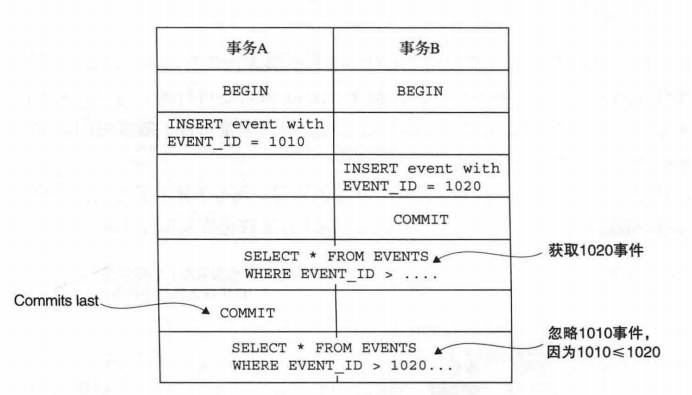 事务A 事务B
BEGIN BEGIN
INSERT event with
EVENT_ID = 1010
INSERT event with
EVENT_ID = 1020
COMMIT
SELECT * FROM EVENTS
WHERE EVENT_ID > ....
获取1020事件
Commits last
COMMIT
SELECT * FROM EVENTS
WHERE EVENT_ID > 1020...
忽略1010事件，
因为1010≤1020